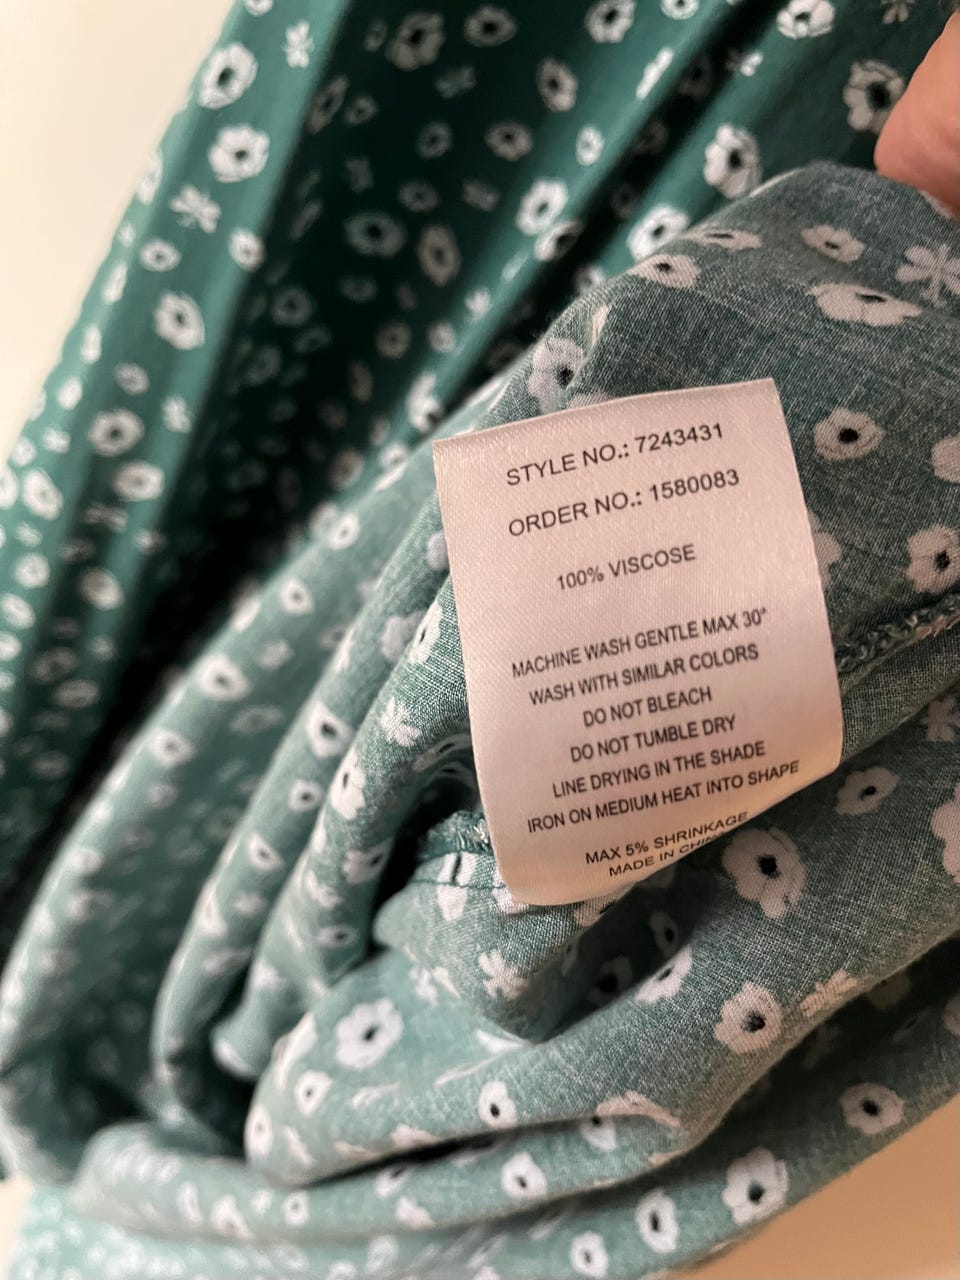 STYLE NO.: 7243431
ORDER NO.: 1580083
100% VISCOSE
MACHINE WASH GENTLE MAX 30°
WASH WITH SIMILAR COLORS
DO NOT BLEACH
DO NOT TUMBLE DRY
LINE DRYING IN THE SHADE
IRON ON MEDIUM HEAT INTO SHAPE
MAX 5% SHRINKAGE
MADE IN CHINA